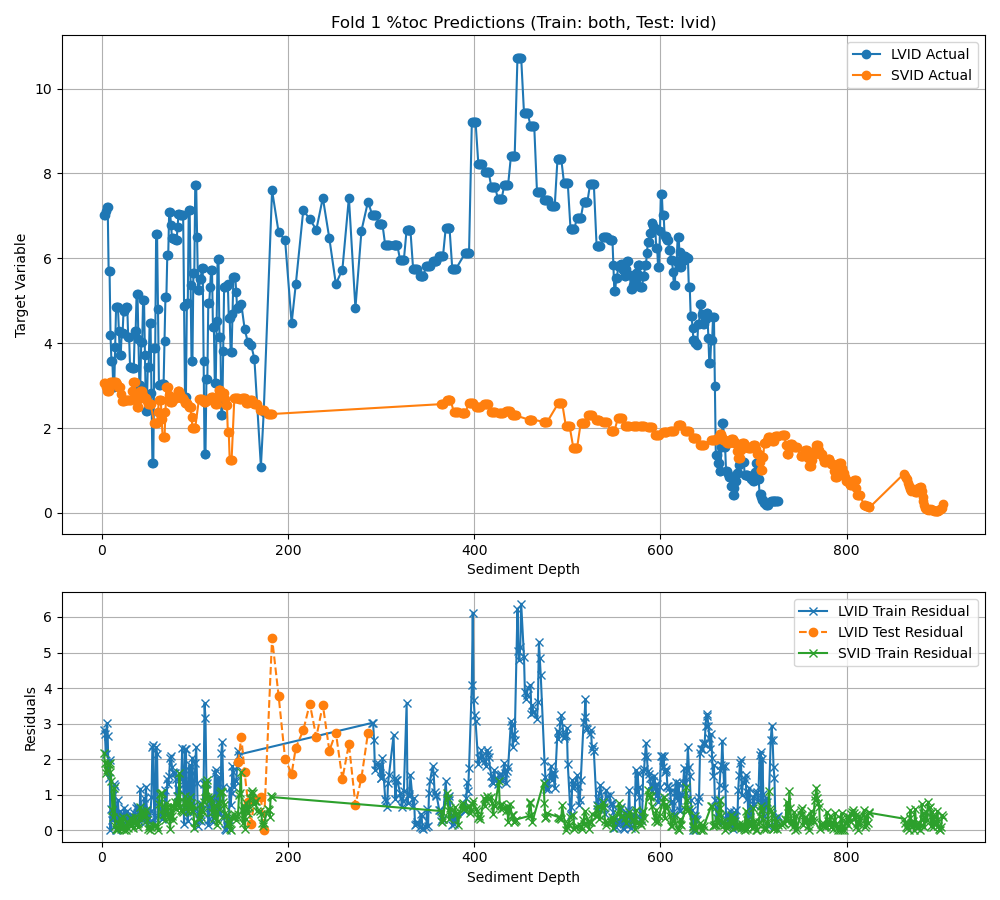 Fold 1 %toc Predictions (Train: both, Test: lvid)
LVID Actual
SVID Actual
Target Variable
10
8
6
4
2
0
0 200 400 600 800
Sediment Depth
LVID Train Residual
LVID Test Residual
SVID Train Residual
Residuals
6
5
4
3
2
1
0
0 200 400 600 800
Sediment Depth